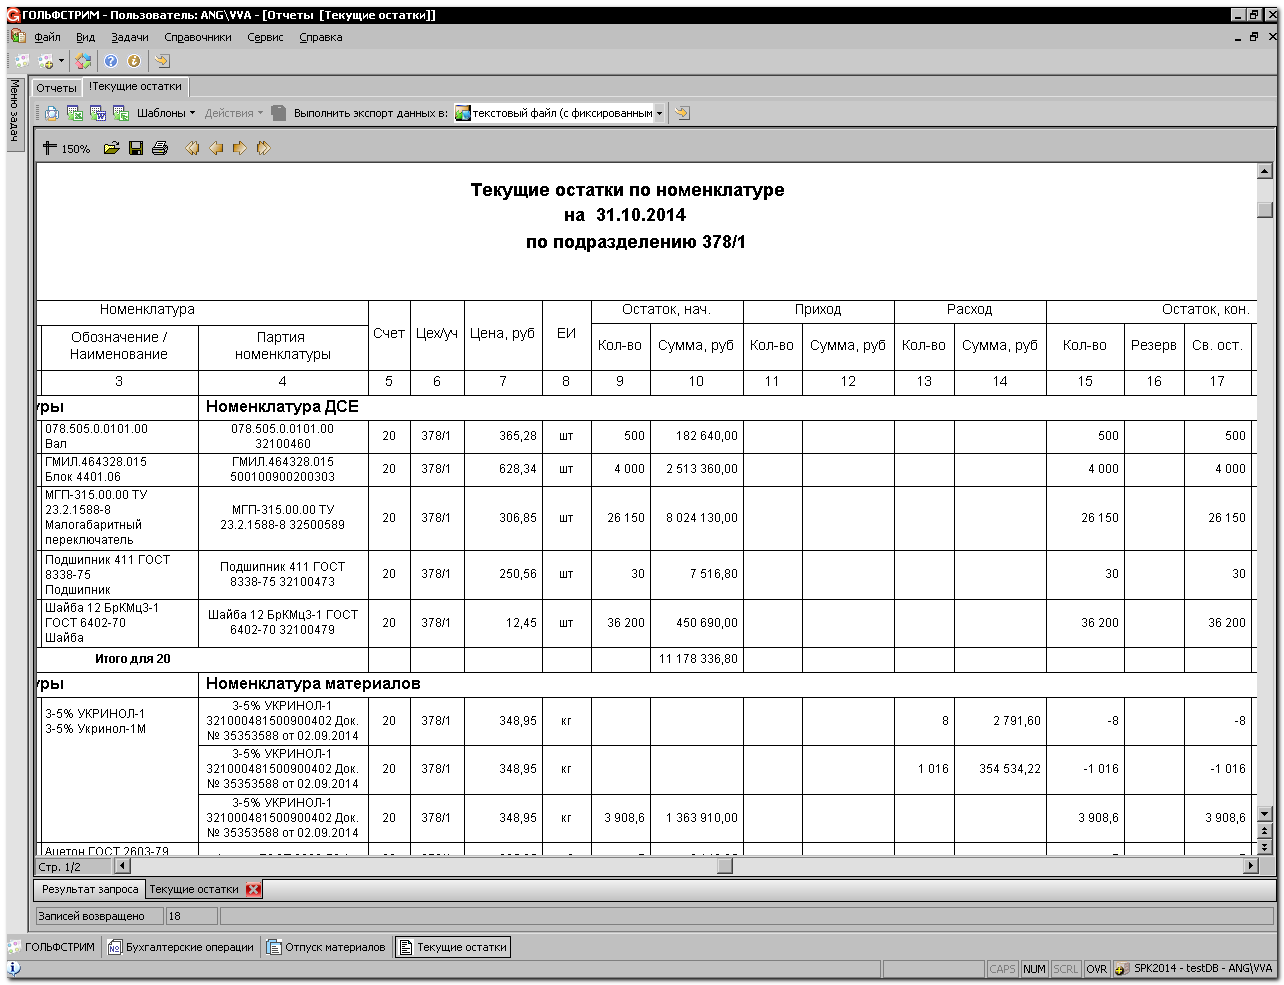 ГОЛЬФСТРИМ - Пользователь: ANG\VVA - [Отчеты [Текущие остатки]]
Файл Вид Задачи Справочники Сервис Справка
Меню задач
Отчеты !Текущие остатки
Шаблоны Действия Выполнить экспорт данных в: текстовый файл (с фиксированным
150%
Текущие остатки по номенклатуре
на 31.10.2014
по подразделению 378/1
Номенклатура Счет Цех/уч Цена, руб ЕИ Остаток, нач. Приход Расход Остаток, кон.
Обозначение / Наименование Партия номенклатуры Кол-во Сумма, руб Кол-во Сумма, руб Кол-во Сумма, руб Кол-во Резерв Св. ост.
3 4 5 6 7 8 9 10 11 12 13 14 15 16 17
уры Номенклатура ДСЕ
078.505.0.0101.00 078.505.0.0101.00
Вал 32100460 20 378/1 365,28 шт 500 182 640,00 500 500
ГМИЛ.464328.015 ГМИЛ.464328.015
Блок 4401.06 500100900200303 20 378/1 628,34 шт 4 000 2 513 360,00 4 000 4 000
МГП-315.00.00 ТУ
23.2.1588-8 МГП-315.00.00 ТУ
Малогабаритный 23.2.1588-8 32500589 20 378/1 306,85 шт 26 150 8 024 130,00 26 150 26 150
переключатель
Подшипник 411 ГОСТ Подшипник 411 ГОСТ
8338-75 8338-75 32100473 20 378/1 250,56 шт 30 7 516,80 30 30
Подшипник
Шайба 12 БрКМц3-1 Шайба 12 БрКМц3-1 ГОСТ
ГОСТ 6402-70 6402-70 32100479 20 378/1 12,45 шт 36 200 450 690,00 36 200 36 200
Шайба
Итого для 20 11 178 336,80
уры Номенклатура материалов
3-5% УКРИНОЛ-1 3-5% УКРИНОЛ-1
3-5% Укринол-1М 321000481500900402 Док. 20 378/1 348,95 кг 8 2 791,60 -8 -8
№ 35353588 от 02.09.2014
3-5% УКРИНОЛ-1
321000481500900402 Док. 20 378/1 348,95 кг 1 016 354 534,22 -1 016 -1 016
№ 35353588 от 02.09.2014
3-5% УКРИНОЛ-1
321000481500900402 Док. 20 378/1 348,95 кг 3 908,6 1 363 910,00 3 908,6 3 908,6
№ 35353588 от 02.09.2014
Ацетон ГОСТ 2603-79
Стр. 1/2
Результат запроса Текущие остатки
Записей возвращено 18
ГОЛЬФСТРИМ Бухгалтерские операции Отпуск материалов Текущие остатки
CAPS NUM SCRL OVR SPK2014 - testDB - ANG\VVA